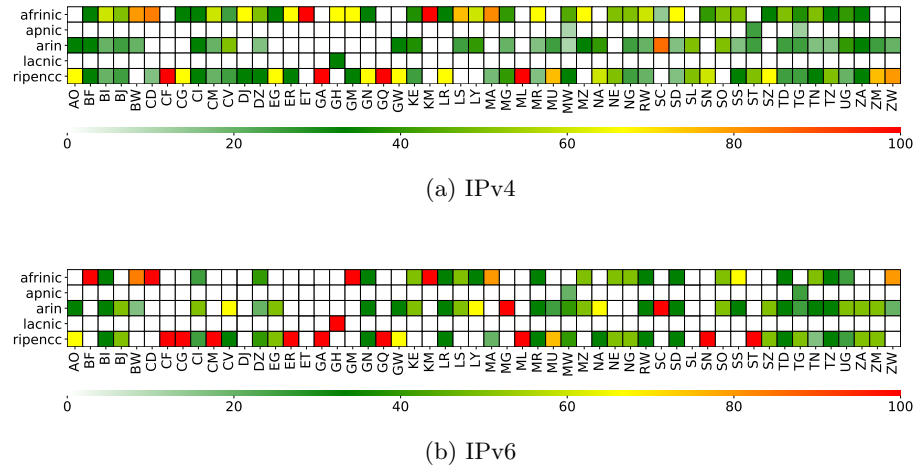 afrinic
apnic
arin
lacnic
ripencc
AO BF BI BJ BW CD CF CG CI CM CV DJ DZ EG ER ET GA GH GM GN GQ GW KE KM LR LS LY MA MG ML MR MU MW MZ NA NE NG RW SC SD SL SN SO SS ST SZ TD TG TN TZ UG ZA ZM ZW
0 20 40 60 80 100
(a) IPv4
afrinic
apnic
arin
lacnic
ripencc
AO BF BI BJ BW CD CF CG CI CM CV DJ DZ EG ER ET GA GH GM GN GQ GW KE KM LR LS LY MA MG ML MR MU MW MZ NA NE NG RW SC SD SL SN SO SS ST SZ TD TG TN TZ UG ZA ZM ZW
0 20 40 60 80 100
(b) IPv6